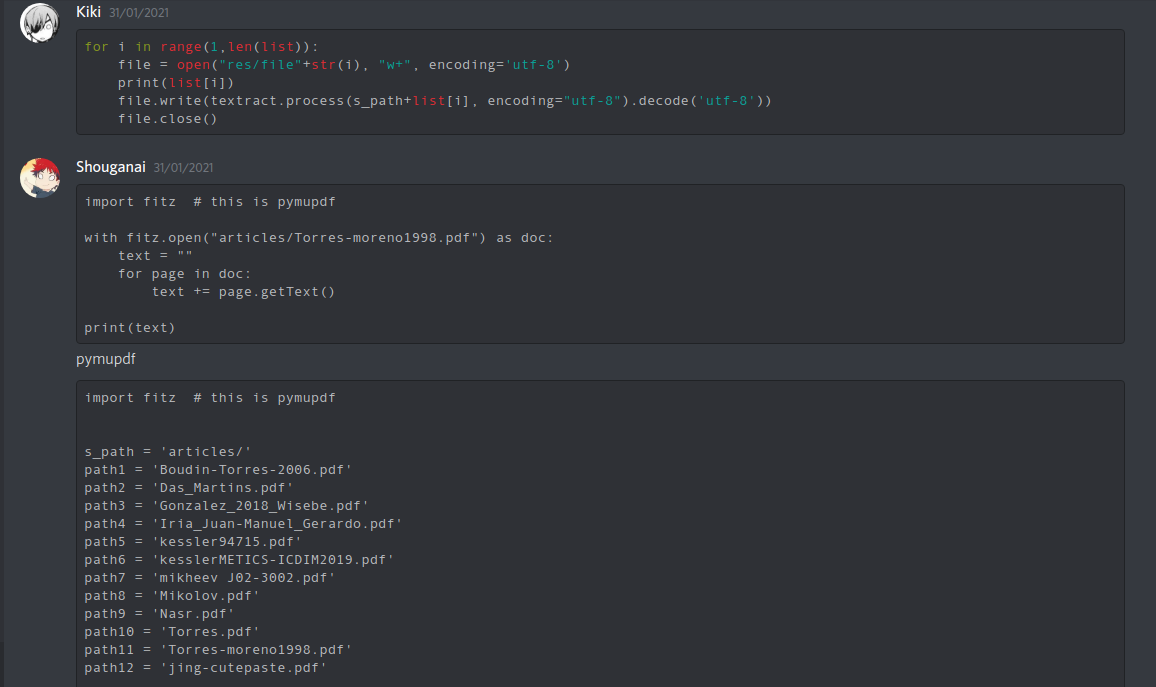 Kiki 31/01/2021
for i in range(1,len(list)):
    file = open("res/file"+str(i), "w+", encoding='utf-8')
    print(list[i])
    file.write(textract.process(s_path+list[i], encoding="utf-8").decode('utf-8'))
    file.close()
Shouganai 31/01/2021
import fitz  # this is pymupdf

with fitz.open("articles/Torres-moreno1998.pdf") as doc:
    text = ""
    for page in doc:
        text += page.getText()

print(text)
pymupdf
import fitz  # this is pymupdf


s_path = 'articles/'
path1 = 'Boudin-Torres-2006.pdf'
path2 = 'Das_Martins.pdf'
path3 = 'Gonzalez_2018_Wisebe.pdf'
path4 = 'Iria_Juan-Manuel_Gerardo.pdf'
path5 = 'kessler94715.pdf'
path6 = 'kesslerMETICS-ICDIM2019.pdf'
path7 = 'mikheev J02-3002.pdf'
path8 = 'Mikolov.pdf'
path9 = 'Nasr.pdf'
path10 = 'Torres.pdf'
path11 = 'Torres-moreno1998.pdf'
path12 = 'jing-cutepaste.pdf'